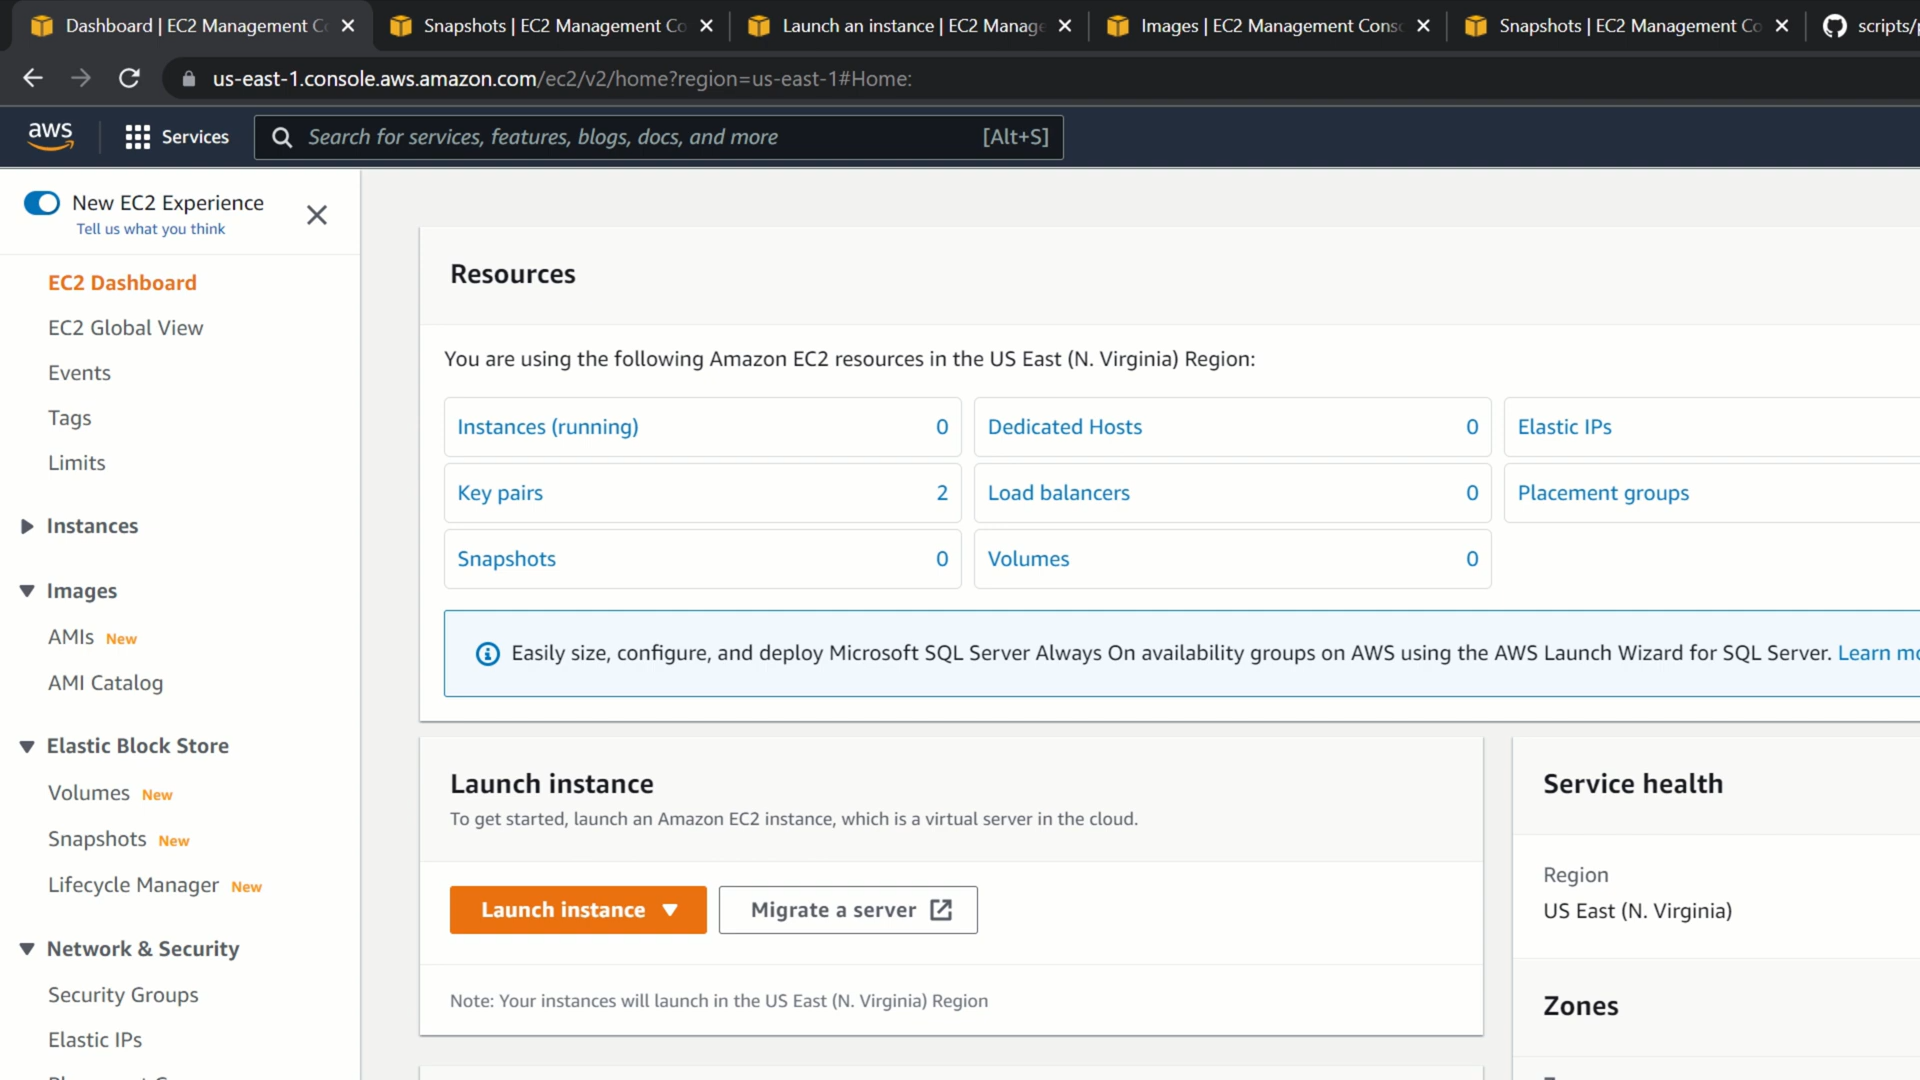 Dashboard | EC2 Management Co
Snapshots | EC2 Management Co
Launch an instance | EC2 Manage
Images | EC2 Management Conso
Snapshots | EC2 Management Co
scripts/p
us-east-1.console.aws.amazon.com/ec2/v2/home?region=us-east-1#Home:
aws
Services
Search for services, features, blogs, docs, and more
[Alt+S]
New EC2 Experience
Tell us what you think
EC2 Dashboard
EC2 Global View
Events
Tags
Limits
Instances
Images
AMIs New
AMI Catalog
Elastic Block Store
Volumes New
Snapshots New
Lifecycle Manager New
Network & Security
Security Groups
Elastic IPs
Resources
You are using the following Amazon EC2 resources in the US East (N. Virginia) Region:
Instances (running) 0
Dedicated Hosts 0
Elastic IPs
Key pairs 2
Load balancers 0
Placement groups
Snapshots 0
Volumes 0
Easily size, configure, and deploy Microsoft SQL Server Always On availability groups on AWS using the AWS Launch Wizard for SQL Server. Learn mo
Launch instance
To get started, launch an Amazon EC2 instance, which is a virtual server in the cloud.
Launch instance
Migrate a server
Note: Your instances will launch in the US East (N. Virginia) Region
Service health
Region
US East (N. Virginia)
Zones